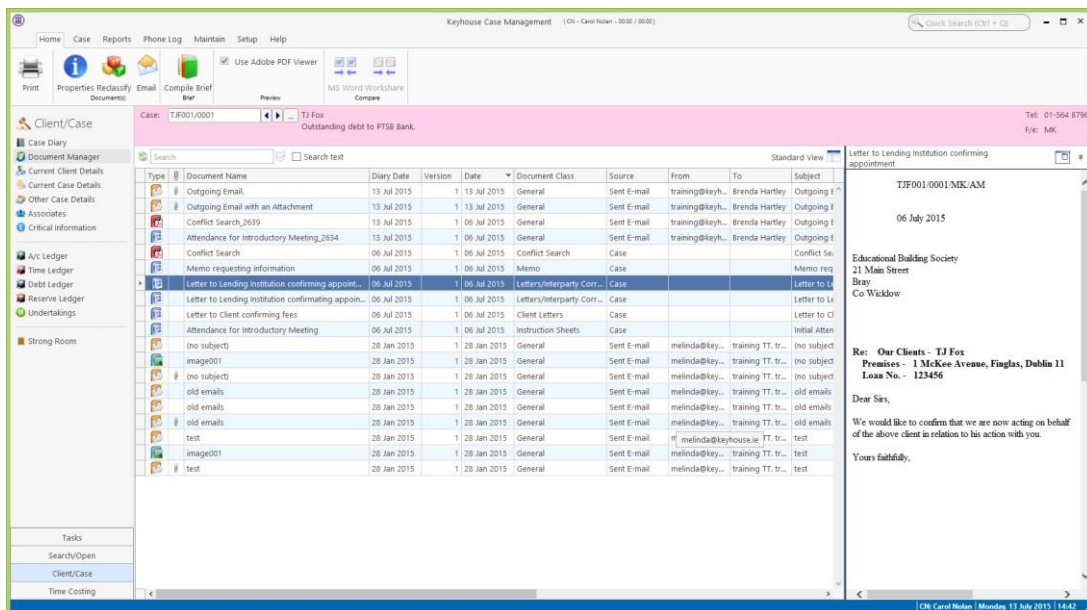 Keyhouse Case Management (CN - Carol Nolan - 00:00 / 00:00)
Quick Search (Ctrl + Q)
Home Case Reports Phone Log Maintain Setup Help
Print Properties Reclassify Email Compile Brief Use Adobe PDF Viewer MS Word Workshare
Document(s) Brief Preview Compare
Client/Case
Case Diary
Document Manager
Current Client Details
Current Case Details
Other Case Details
Associates
Critical Information
A/c Ledger
Time Ledger
Debt Ledger
Reserve Ledger
Undertakings
Strong Room
Tasks
Search/Open
Client/Case
Time Costing
Case: TJF001/0001 ... TJ Fox Tel: 01-564 8796
Outstanding debt to PTSB Bank. F/e: MK
Search Search text Standard View
Type Document Name Diary Date Version Date Document Class Source From To Subject
Outgoing Email. 13 Jul 2015 1 13 Jul 2015 General Sent E-mail training@keyh... Brenda Hartley Outgoing E
Outgoing Email with an Attachment 13 Jul 2015 1 13 Jul 2015 General Sent E-mail training@keyh... Brenda Hartley Outgoing E
Conflict Search_2639 13 Jul 2015 1 06 Jul 2015 General Sent E-mail training@keyh... Brenda Hartley Outgoing E
Attendance for Introductory Meeting_2634 13 Jul 2015 1 06 Jul 2015 General Sent E-mail training@keyh... Brenda Hartley Outgoing E
Conflict Search 06 Jul 2015 1 06 Jul 2015 Conflict Search Case Conflict Se
Memo requesting information 06 Jul 2015 1 06 Jul 2015 Memo Case Memo req
Letter to Lending Institution confirming appoint... 06 Jul 2015 1 06 Jul 2015 Letters/Interparty Corr... Case Letter to Le
Letter to Lending Institution confirmating appoin... 06 Jul 2015 1 06 Jul 2015 Letters/Interparty Corr... Case Letter to Le
Letter to Client confirming fees 06 Jul 2015 1 06 Jul 2015 Client Letters Case Letter to Cl
Attendance for Introductory Meeting 06 Jul 2015 1 06 Jul 2015 Instruction Sheets Case Initial Atten
(no subject) 28 Jan 2015 1 28 Jan 2015 General Sent E-mail melinda@key... training TT. tr... (no subject
image001 28 Jan 2015 1 28 Jan 2015 General Sent E-mail melinda@key... training TT. tr... (no subject
(no subject) 28 Jan 2015 1 28 Jan 2015 General Sent E-mail melinda@key... training TT. tr... (no subject
old emails 28 Jan 2015 1 28 Jan 2015 General Sent E-mail melinda@key... training TT. tr... old emails
old emails 28 Jan 2015 1 28 Jan 2015 General Sent E-mail melinda@key... training TT. tr... old emails
old emails 28 Jan 2015 1 28 Jan 2015 General Sent E-mail melinda@key... training TT. tr... old emails
test 28 Jan 2015 1 28 Jan 2015 General Sent E-mail melinda@keyhouse.ie TT. tr... test
image001 28 Jan 2015 1 28 Jan 2015 General Sent E-mail melinda@key... training TT. tr... test
test 28 Jan 2015 1 28 Jan 2015 General Sent E-mail melinda@key... training TT. tr... test
Letter to Lending Institution confirming
appointment
TJF001/0001/MK/AM
06 July 2015
Educational Building Society
21 Main Street
Bray
Co Wicklow
Re: Our Clients - TJ Fox
Premises - 1 McKee Avenue, Finglas, Dublin 11
Loan No. - 123456
Dear Sirs,
We would like to confirm that we are now acting on behalf
of the above client in relation to his action with you.
Yours faithfully,
CN: Carol Nolan Monday, 13 July 2015 14:42